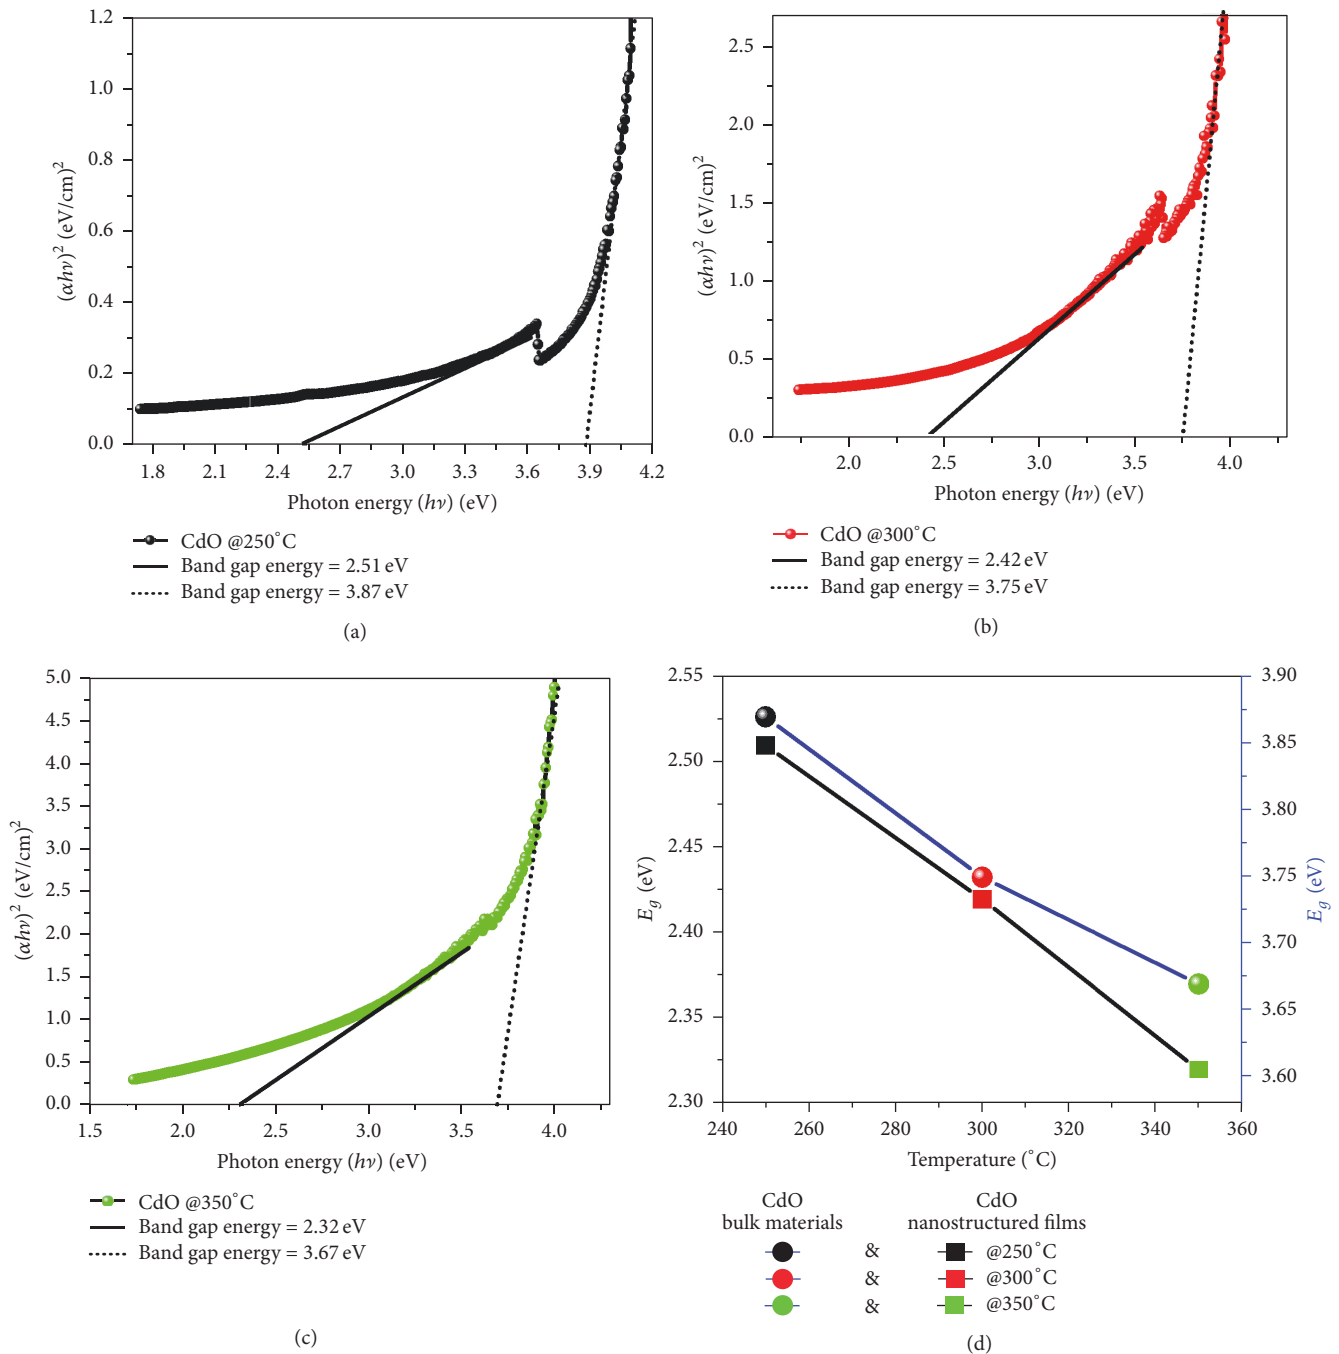 1.2
1.0
0.8
0.6
0.4
0.2
0.0
(αhν)² (eV/cm)²
1.8 2.1 2.4 2.7 3.0 3.3 3.6 3.9 4.2
Photon energy (hν) (eV)
CdO @250°C
Band gap energy = 2.51 eV
Band gap energy = 3.87 eV
(a)
2.5
2.0
1.5
1.0
0.5
0.0
(αhν)² (eV/cm)²
2.0 2.5 3.0 3.5 4.0
Photon energy (hν) (eV)
CdO @300°C
Band gap energy = 2.42 eV
Band gap energy = 3.75 eV
(b)
5.0
4.5
4.0
3.5
3.0
2.5
2.0
1.5
1.0
0.5
0.0
(αhν)² (eV/cm)²
1.5 2.0 2.5 3.0 3.5 4.0
Photon energy (hν) (eV)
CdO @350°C
Band gap energy = 2.32 eV
Band gap energy = 3.67 eV
(c)
2.55
2.50
2.45
2.40
2.35
2.30
E_g (eV)
3.90
3.85
3.80
3.75
3.70
3.65
3.60
E_g (eV)
240 260 280 300 320 340 360
Temperature (°C)
CdO CdO
bulk materials nanostructured films
& @250°C
& @300°C
& @350°C
(d)